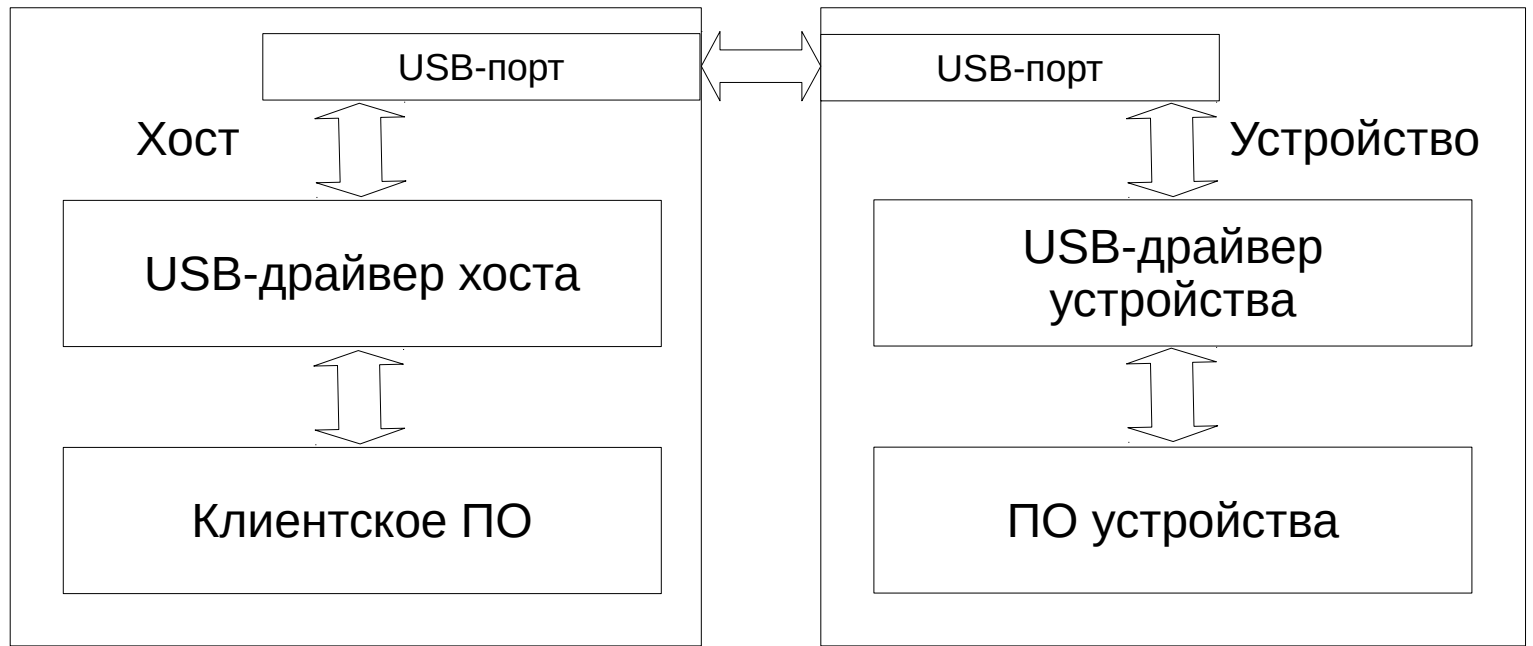 USB-порт
USB-порт
Хост
Устройство
USB-драйвер хоста
USB-драйвер
устройства
Клиентское ПО
ПО устройства